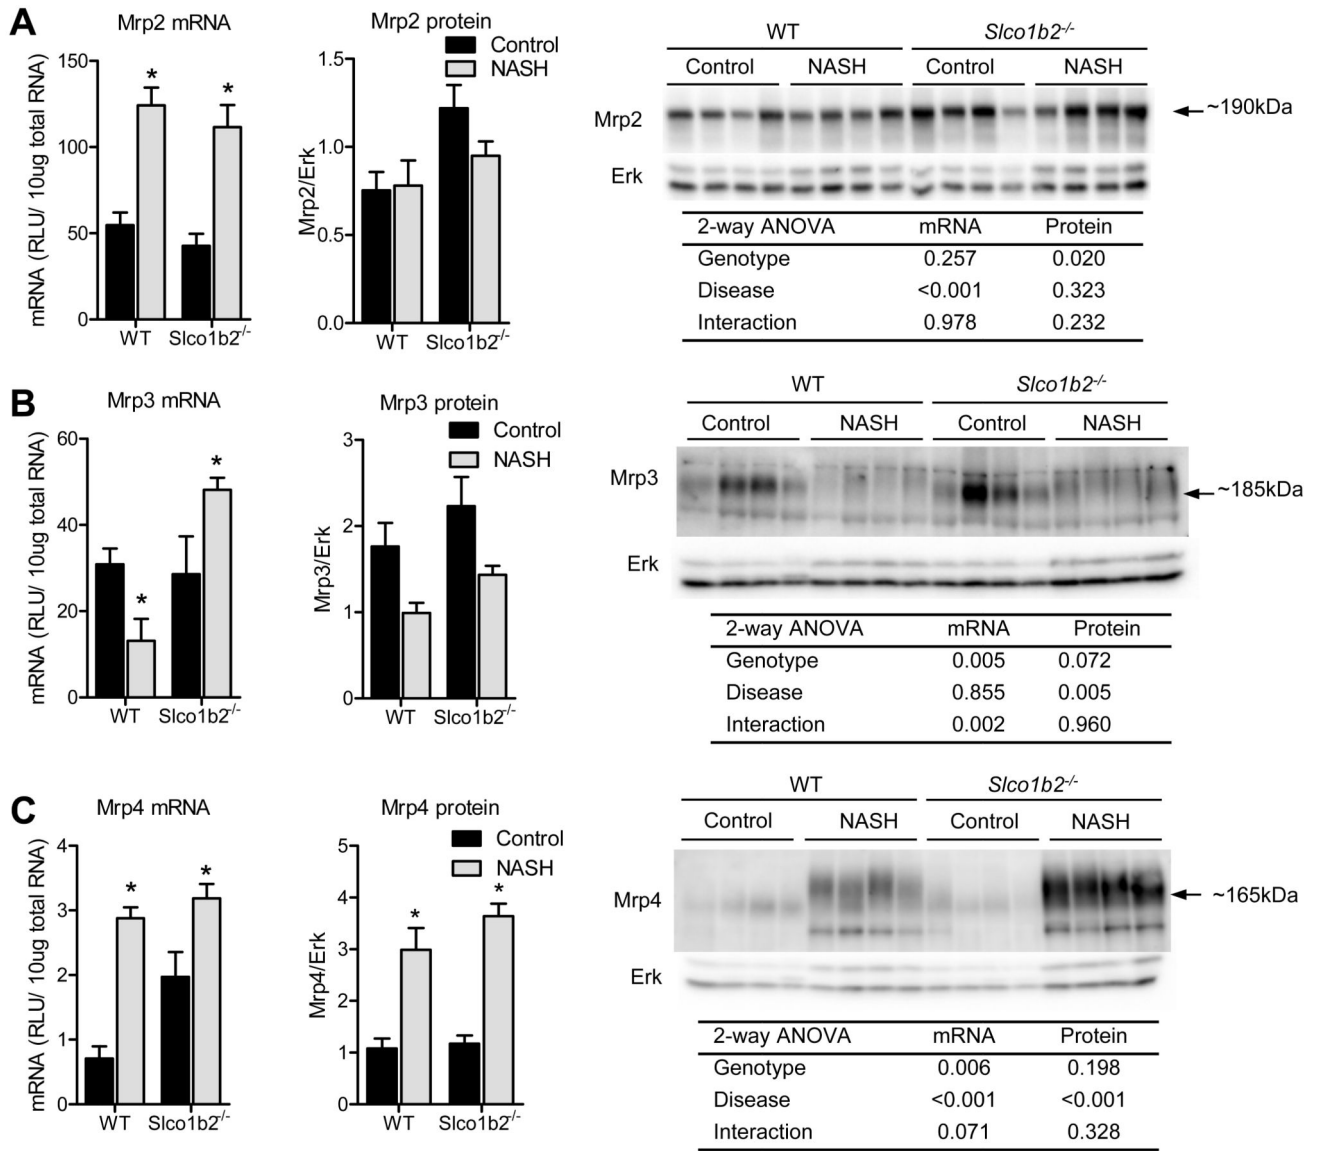 A
Mrp2 mRNA
mRNA (RLU/ 10ug total RNA)
150
100
50
0
*
*
WT Slco1b2-/-
Mrp2 protein
Control
NASH
Mrp2/Erk
1.5
1.0
0.5
0.0
WT Slco1b2-/-
WT Slco1b2-/-
Control NASH Control NASH
Mrp2
~190kDa
Erk
2-way ANOVA mRNA Protein
Genotype 0.257 0.020
Disease <0.001 0.323
Interaction 0.978 0.232
B
Mrp3 mRNA
mRNA (RLU/ 10ug total RNA)
60
40
20
0
*
*
WT Slco1b2-/-
Mrp3 protein
Control
NASH
Mrp3/Erk
3
2
1
0
WT Slco1b2-/-
WT Slco1b2-/-
Control NASH Control NASH
Mrp3
~185kDa
Erk
2-way ANOVA mRNA Protein
Genotype 0.005 0.072
Disease 0.855 0.005
Interaction 0.002 0.960
C
Mrp4 mRNA
mRNA (RLU/ 10ug total RNA)
4
3
2
1
0
*
*
WT Slco1b2-/-
Mrp4 protein
Control
NASH
Mrp4/Erk
5
4
3
2
1
0
*
*
WT Slco1b2-/-
WT Slco1b2-/-
Control NASH Control NASH
Mrp4
~165kDa
Erk
2-way ANOVA mRNA Protein
Genotype 0.006 0.198
Disease <0.001 <0.001
Interaction 0.071 0.328